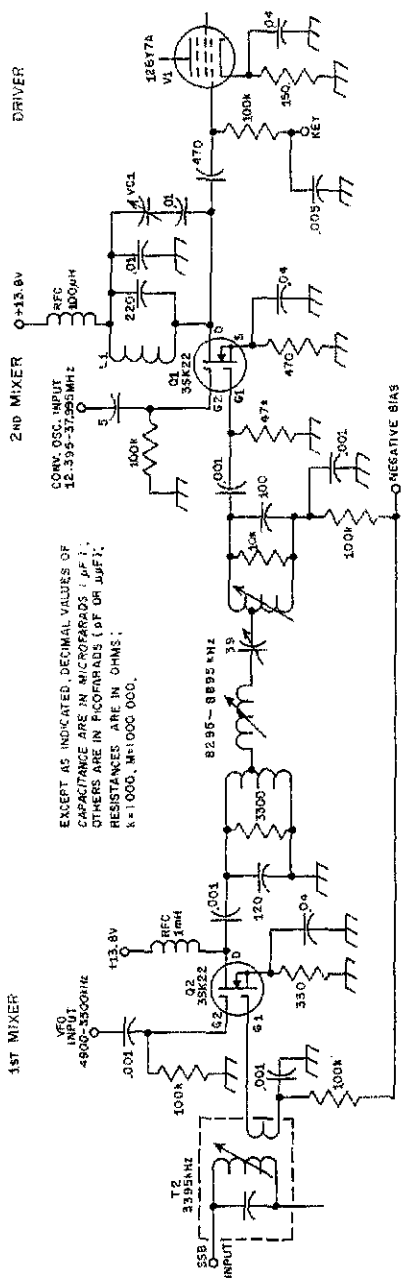 1ST MIXER
2ND MIXER
DRIVER
EXCEPT AS INDICATED, DECIMAL VALUES OF
CAPACITANCE ARE IN MICROFARADS ( µF );
OTHERS ARE IN PICOFARADS ( pF OR µµF);
RESISTANCES ARE IN OHMS;
k=1000, M=1000 000.
SSB
INPUT
T2
3395kHz
VFO
INPUT
4900-5500kHz
.001
100k
G2
G1
.001
100k
Q2
3SK22
D
+13.8V
RFC
1mH
330
.04
.001
120
3300
8295-8895kHz
39
10k
100
.001
100k
.001
NEGATIVE BIAS
47k
CONV. OSC. INPUT
12.395-37.995MHz
5
100k
G2
G1
Q1
3SK22
D
S
470
.04
+13.8V
RFC
100µH
L1
220
.01
VC1
.01
470
100k
.005
KEY
12BY7A
V1
150
.04